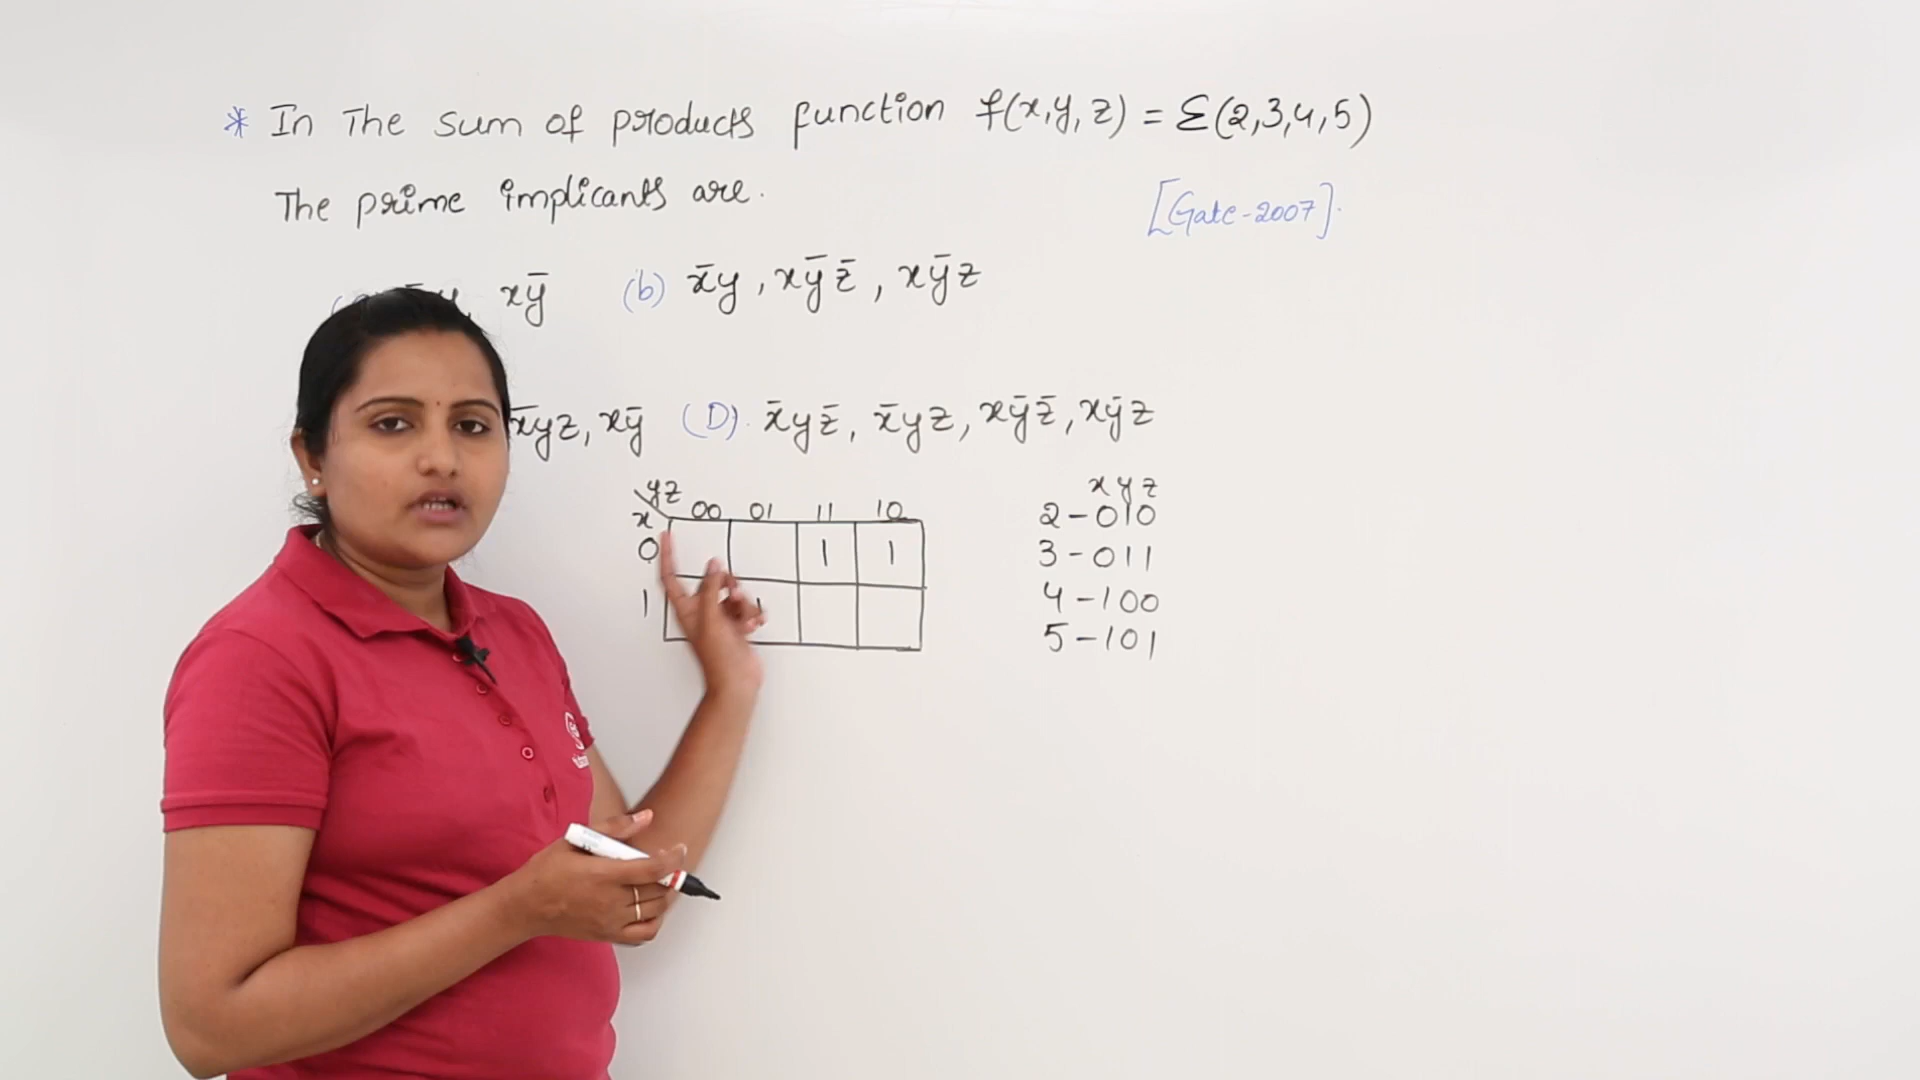 * In The sum of products function f(x,y,z) = Σ(2,3,4,5)
The prime implicants are.
[Gate-2007].
xȳ (b) x̄y, xȳz̄, xȳz
x̄yz, xȳ (D). x̄yz̄, x̄yz, xȳz̄, xȳz
yz
x 00 01 11 10
0 1 1
1 1
x y z
2-010
3-011
4-100
5-101